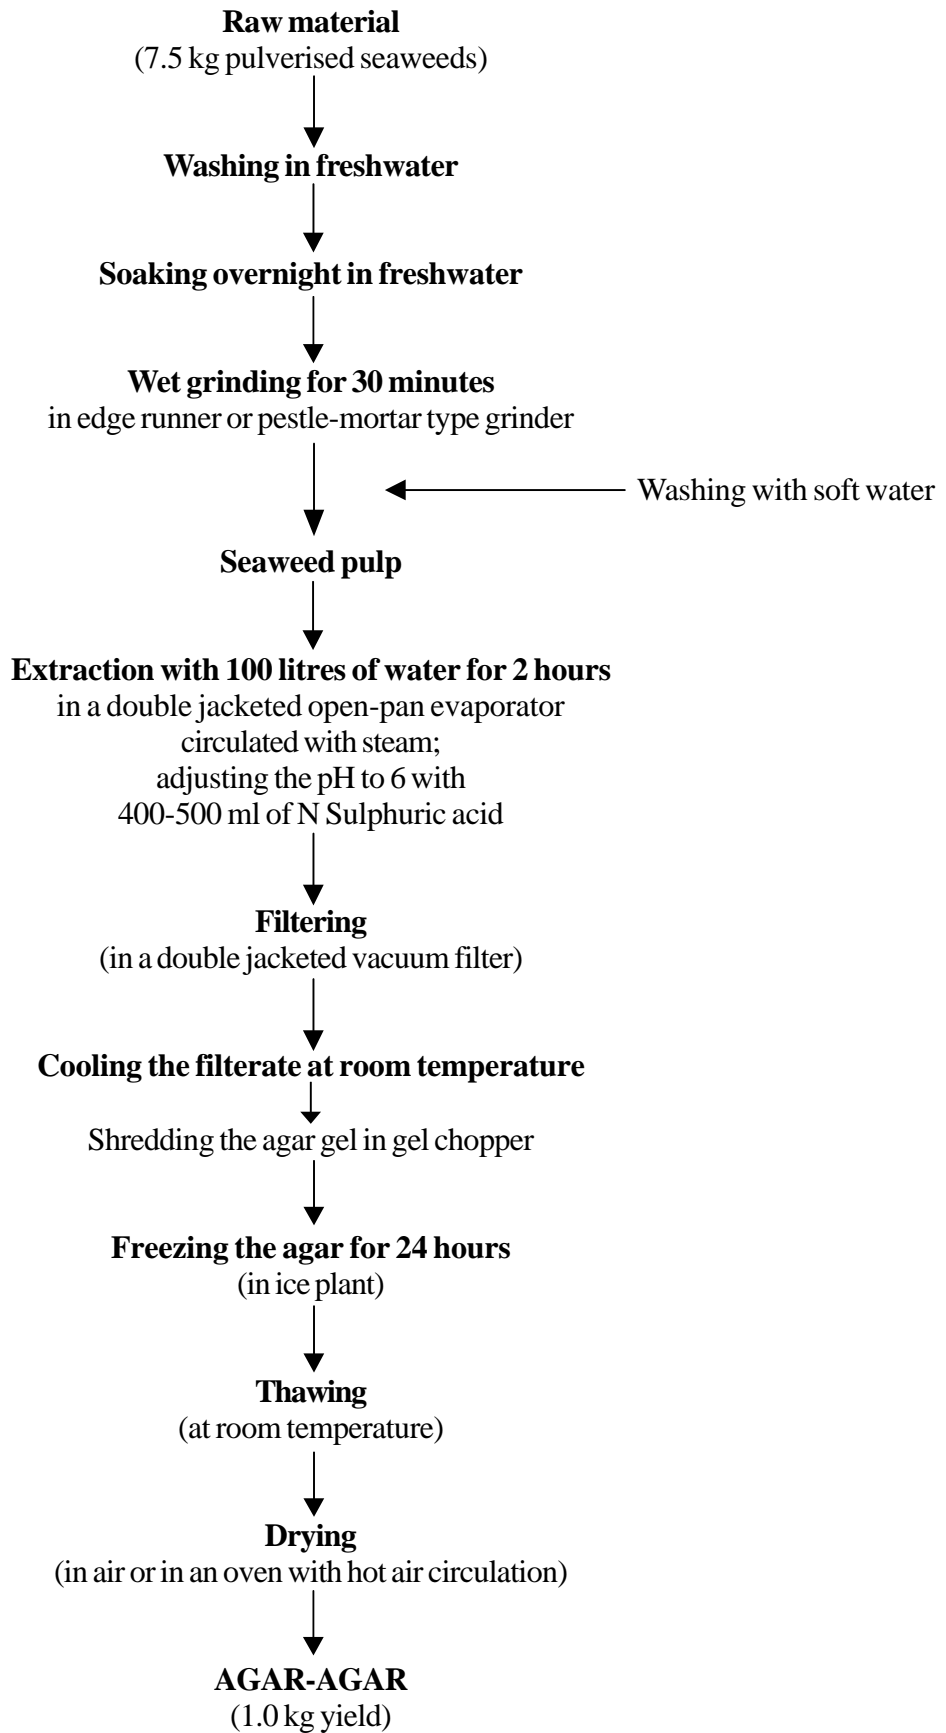 Raw material
(7.5 kg pulverised seaweeds)
Washing in freshwater
Soaking overnight in freshwater
Wet grinding for 30 minutes
in edge runner or pestle-mortar type grinder
Washing with soft water
Seaweed pulp
Extraction with 100 litres of water for 2 hours
in a double jacketed open-pan evaporator
circulated with steam;
adjusting the pH to 6 with
400-500 ml of N Sulphuric acid
Filtering
(in a double jacketed vacuum filter)
Cooling the filterate at room temperature
Shredding the agar gel in gel chopper
Freezing the agar for 24 hours
(in ice plant)
Thawing
(at room temperature)
Drying
(in air or in an oven with hot air circulation)
AGAR-AGAR
(1.0 kg yield)